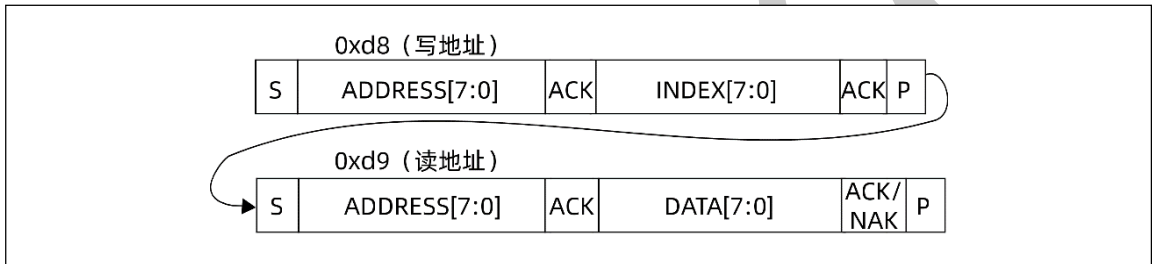 0xd8（写地址）
S ADDRESS[7:0] ACK INDEX[7:0] ACK P
0xd9（读地址）
S ADDRESS[7:0] ACK DATA[7:0] ACK/ NAK P